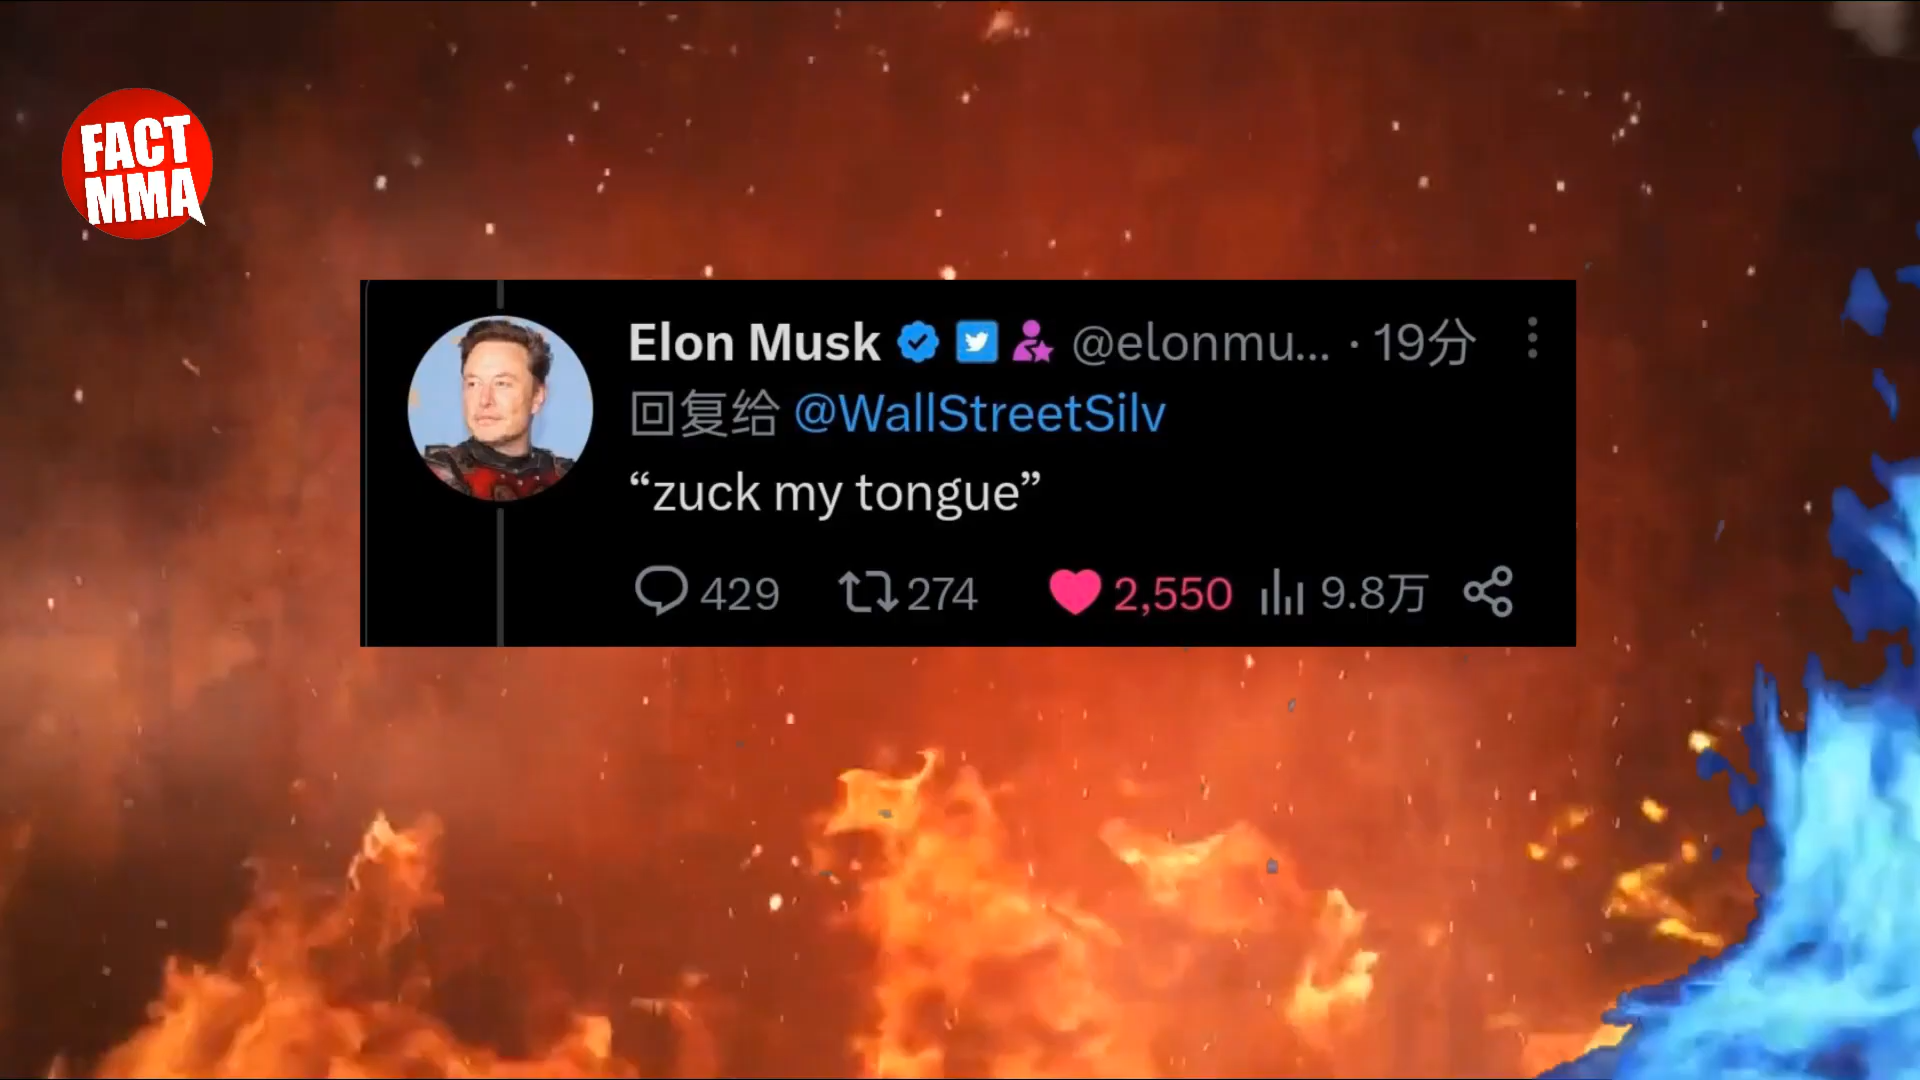 FACT
MMA
Elon Musk @elonmu... · 19分
回复给 @WallStreetSilv
“zuck my tongue”
429 274 2,550 9.8万